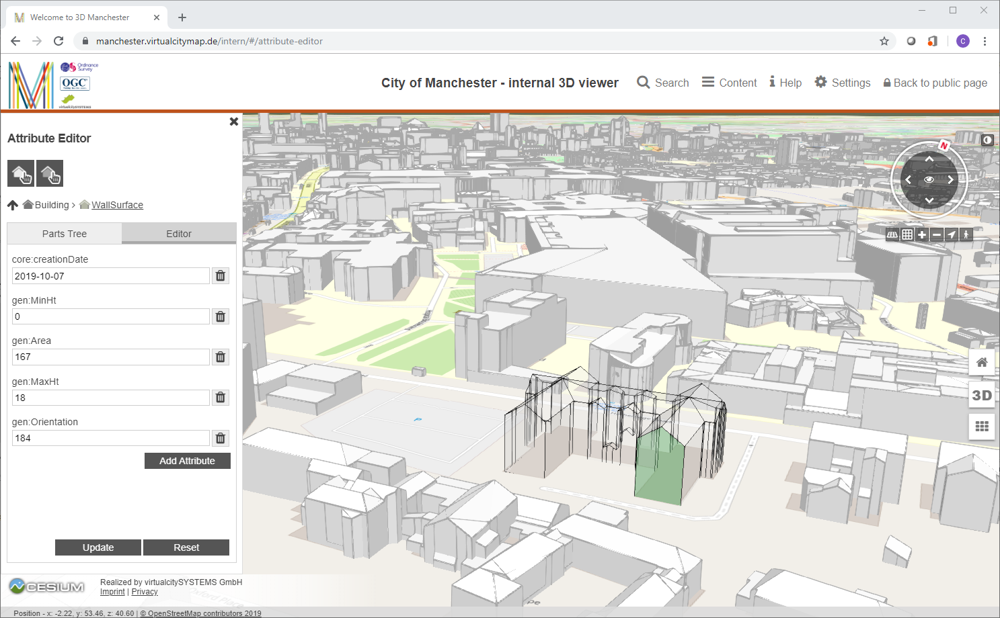 Welcome to 3D Manchester
manchester.virtualcitymap.de/intern/#/attribute-editor
C
M
Ordnance
Survey
OGC
virtualcitySYSTEMS
City of Manchester - internal 3D viewer
Search
Content
Help
Settings
Back to public page
Attribute Editor
Building > WallSurface
Parts Tree
Editor
core:creationDate
2019-10-07
gen:MinHt
0
gen:Area
167
gen:MaxHt
18
gen:Orientation
184
Add Attribute
Update
Reset
N
3D
CESIUM
Realized by virtualcitySYSTEMS GmbH
Imprint | Privacy
Oxford Place
Position - x: -2.22, y: 53.46, z: 40.60 | © OpenStreetMap contributors 2019